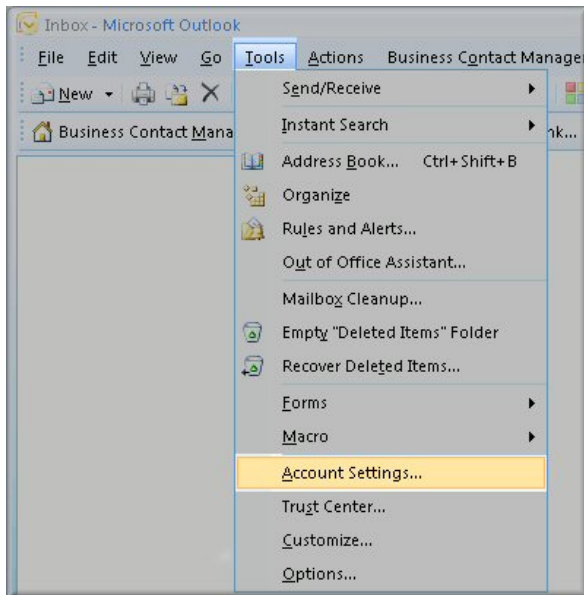 Inbox - Microsoft Outlook
File Edit View Go Tools Actions Business Contact Manage
New
Business Contact Mana
Send/Receive
Instant Search
Address Book... Ctrl+Shift+B
Organize
Rules and Alerts...
Out of Office Assistant...
Mailbox Cleanup...
Empty "Deleted Items" Folder
Recover Deleted Items...
Forms
Macro
Account Settings...
Trust Center...
Customize...
Options...